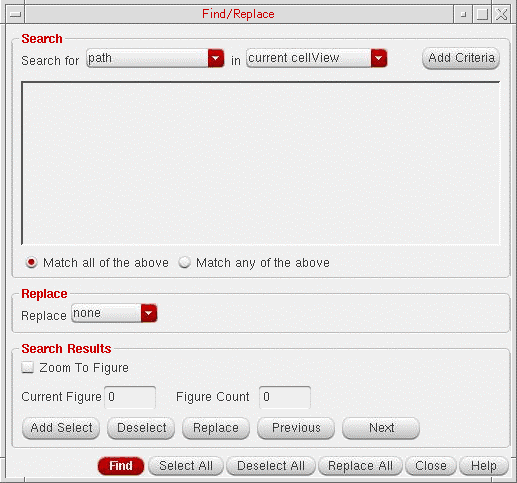 Find/Replace
Search
Search for path in current cellView Add Criteria
Match all of the above Match any of the above
Replace
Replace none
Search Results
Zoom To Figure
Current Figure 0 Figure Count 0
Add Select Deselect Replace Previous Next
Find Select All Deselect All Replace All Close Help